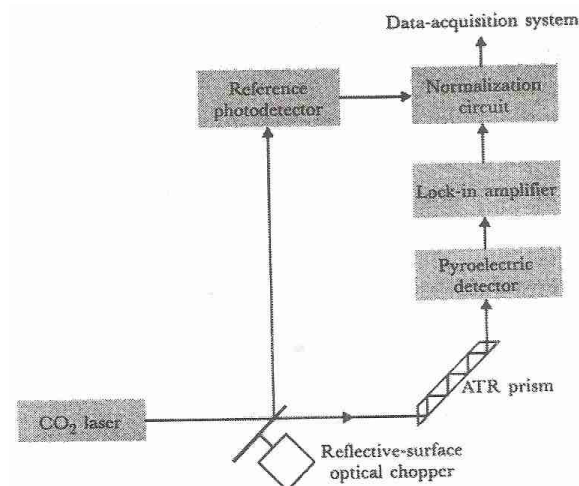 Data-acquisition system
Reference
photodetector
Normalization
circuit
Lock-in amplifier
Pyroelectric
detector
ATR prism
CO₂ laser
Reflective-surface
optical chopper